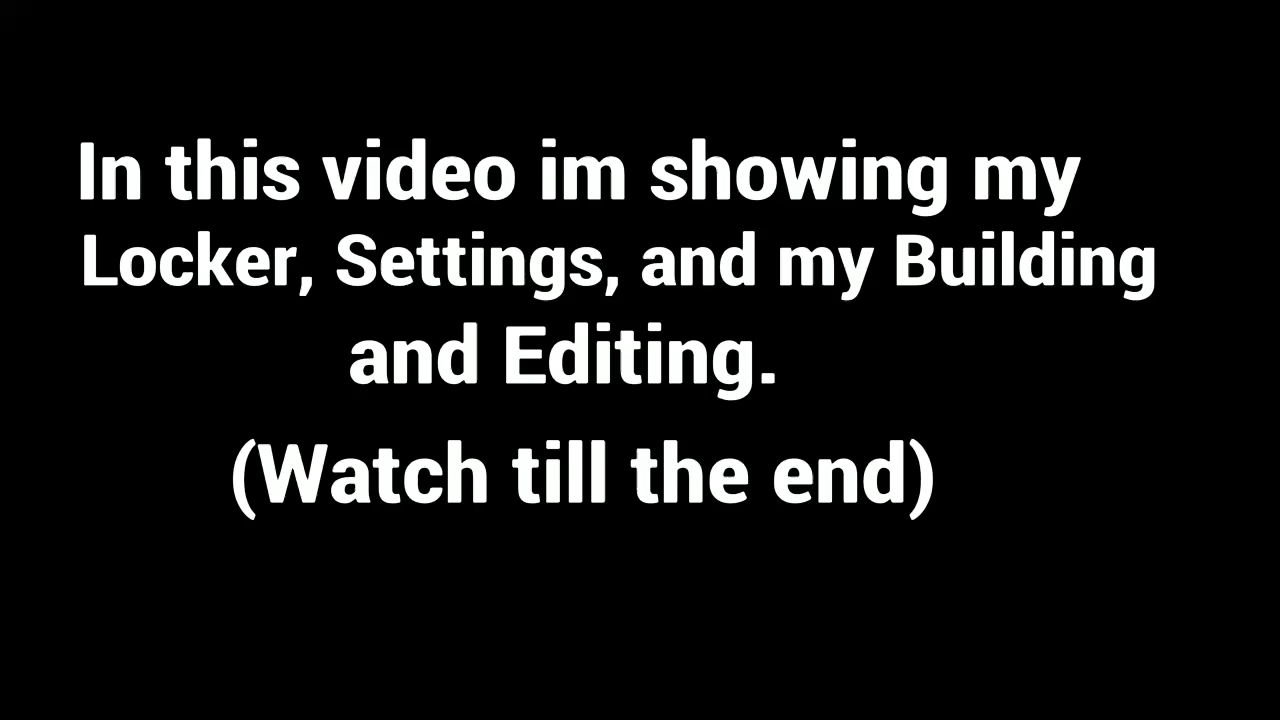 In this video im showing my
Locker, Settings, and my Building
and Editing.
(Watch till the end)